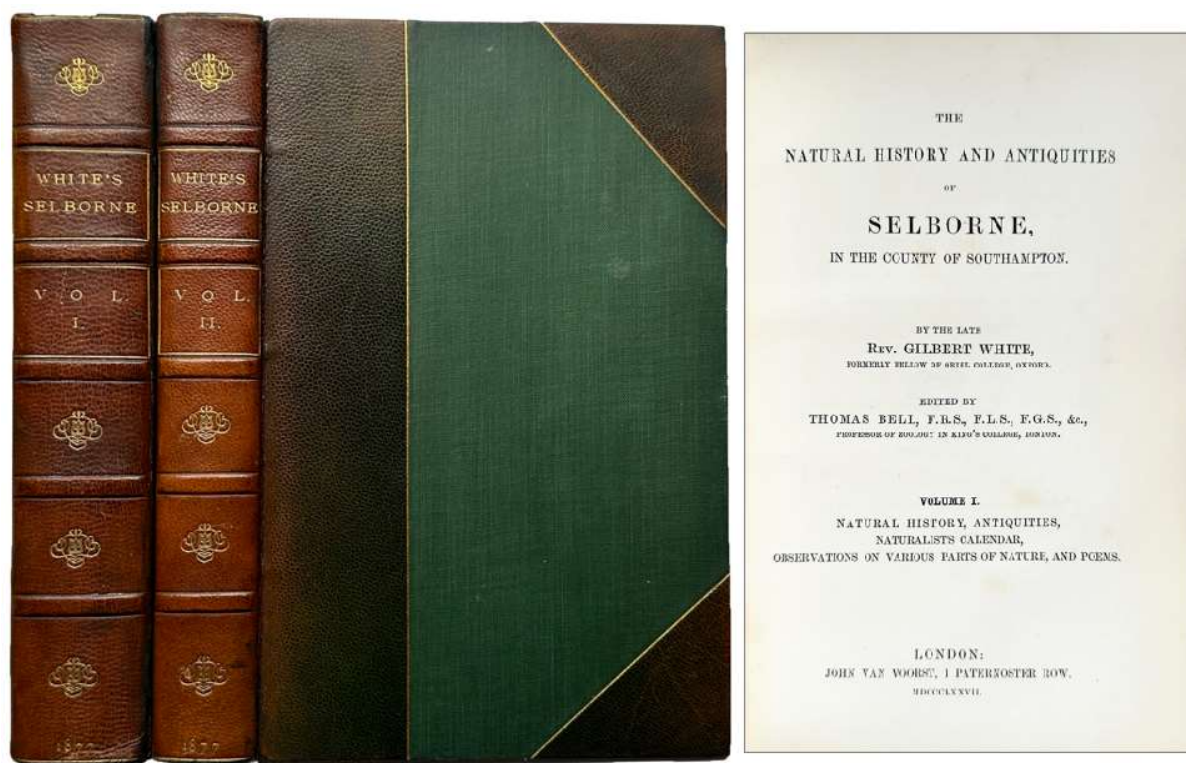 WHITE'S
SELBORNE
VOL.
I.
1877
WHITE'S
SELBORNE
VOL.
II.
1877
THE
NATURAL HISTORY AND ANTIQUITIES
OF
SELBORNE,
IN THE COUNTY OF SOUTHAMPTON.
BY THE LATE
REV. GILBERT WHITE,
FORMERLY FELLOW OF ORIEL COLLEGE, OXFORD.
EDITED BY
THOMAS BELL, F.R.S., F.L.S., F.G.S., &c.,
PROFESSOR OF ZOOLOGY IN KING'S COLLEGE, LONDON.
VOLUME I.
NATURAL HISTORY, ANTIQUITIES,
NATURALIST'S CALENDAR,
OBSERVATIONS ON VARIOUS PARTS OF NATURE, AND POEMS.
LONDON:
JOHN VAN VOORST, 1 PATERNOSTER ROW.
MDCCCLXXVII.